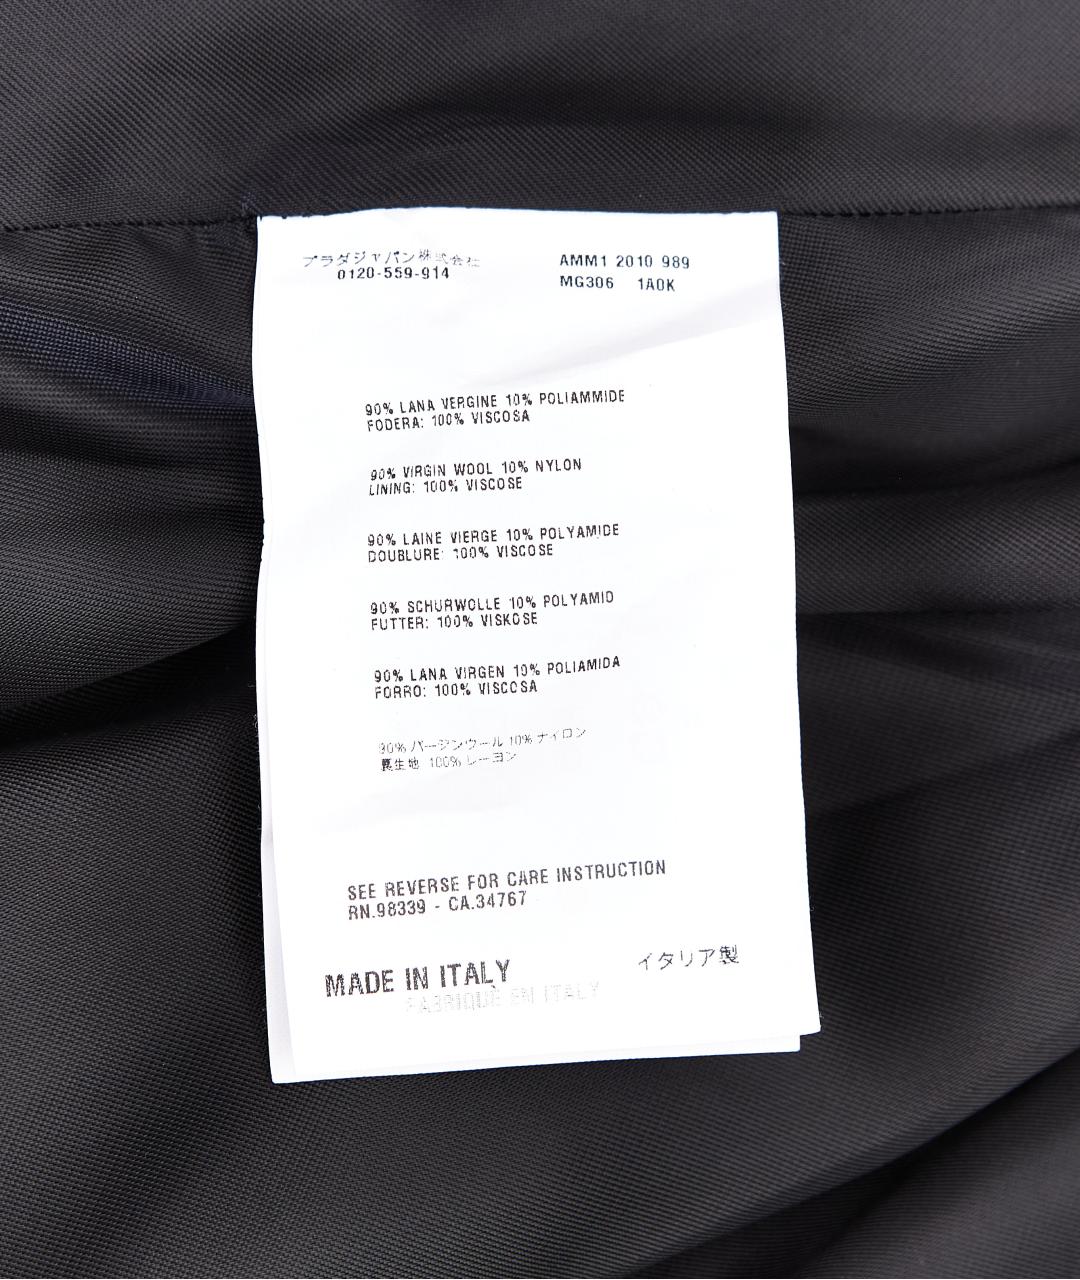 プラダジャパン株式会社
0120-559-914
AMM1 2010 989
MG306 1A0K
90% LANA VERGINE 10% POLIAMMIDE
FODERA: 100% VISCOSA
90% VIRGIN WOOL 10% NYLON
LINING: 100% VISCOSE
90% LAINE VIERGE 10% POLYAMIDE
DOUBLURE: 100% VISCOSE
90% SCHURWOLLE 10% POLYAMID
FUTTER: 100% VISKOSE
90% LANA VIRGEN 10% POLIAMIDA
FORRO: 100% VISCOSA
90% バージンウール 10% ナイロン
裏生地 100% レーヨン
SEE REVERSE FOR CARE INSTRUCTION
RN.98339 - CA.34767
MADE IN ITALY
イタリア製
FABRIQUÉ EN ITALY